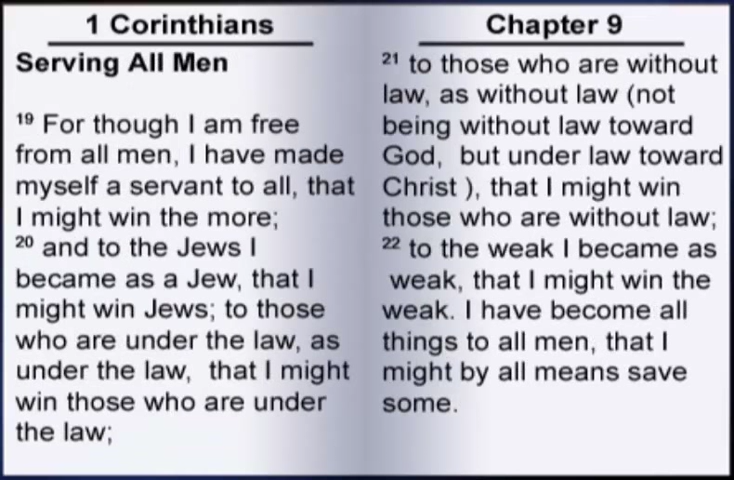 1 Corinthians
Serving All Men
¹⁹ For though I am free
from all men, I have made
myself a servant to all, that
I might win the more;
²⁰ and to the Jews I
became as a Jew, that I
might win Jews; to those
who are under the law, as
under the law,  that I might
win those who are under
the law;
Chapter 9
²¹ to those who are without
law, as without law (not
being without law toward
God,  but under law toward
Christ ), that I might win
those who are without law;
²² to the weak I became as
weak, that I might win the
weak. I have become all
things to all men, that I
might by all means save
some.